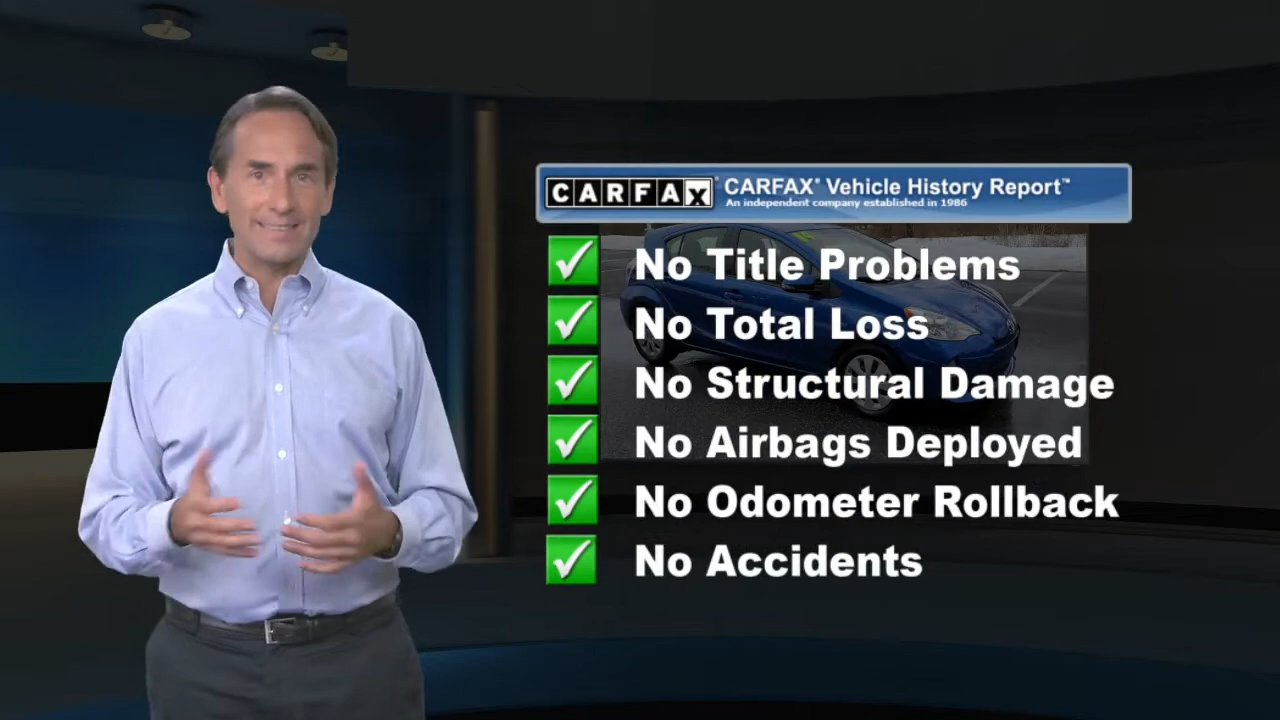 CARFAX
CARFAX® Vehicle History Report™
An independent company established in 1986
No Title Problems
No Total Loss
No Structural Damage
No Airbags Deployed
No Odometer Rollback
No Accidents